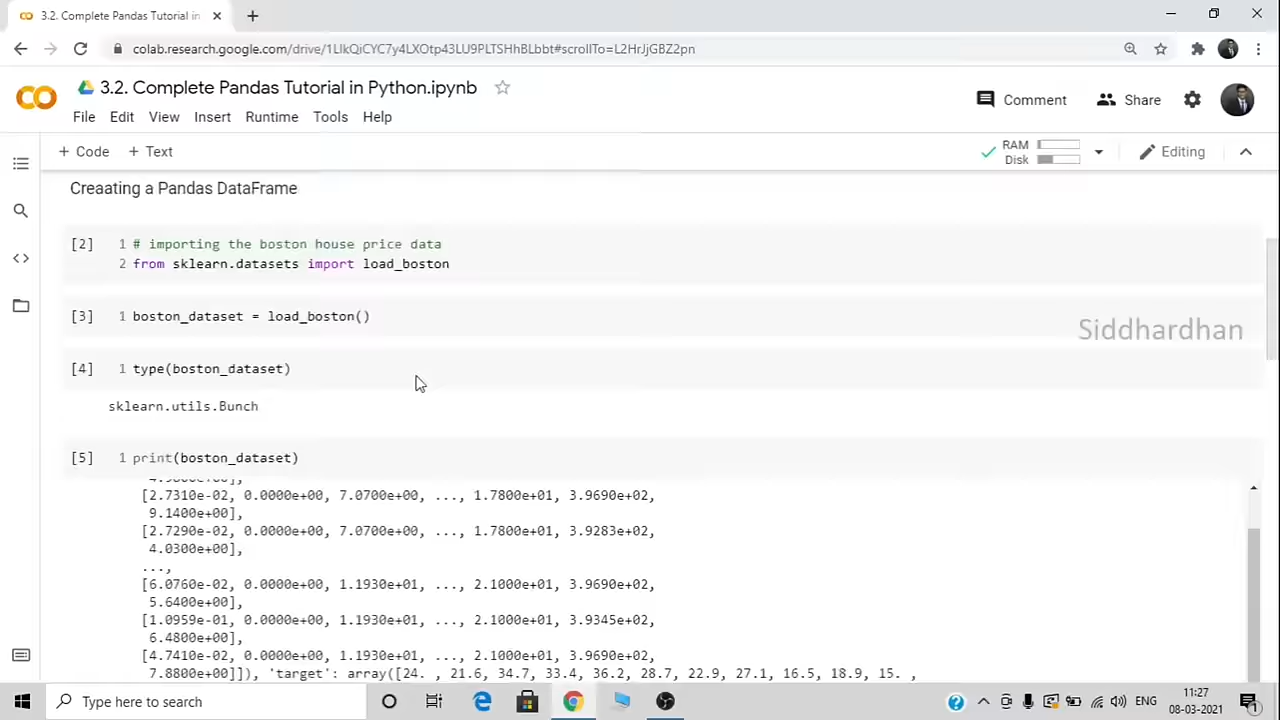 3.2. Complete Pandas Tutorial in
colab.research.google.com/drive/1LIkQiCYC7y4LXOtp43LU9PLTSHhBLbbt#scrollTo=L2HrJjGBZ2pn
3.2. Complete Pandas Tutorial in Python.ipynb
Comment
Share
File Edit View Insert Runtime Tools Help
+ Code + Text
RAM
Disk
Editing
Creaating a Pandas DataFrame
[2] 1 # importing the boston house price data
2 from sklearn.datasets import load_boston
[3] 1 boston_dataset = load_boston()
Siddhardhan
[4] 1 type(boston_dataset)
sklearn.utils.Bunch
[5] 1 print(boston_dataset)
4.9800e+00],
[2.7310e-02, 0.0000e+00, 7.0700e+00, ..., 1.7800e+01, 3.9690e+02,
9.1400e+00],
[2.7290e-02, 0.0000e+00, 7.0700e+00, ..., 1.7800e+01, 3.9283e+02,
4.0300e+00],
...,
[6.0760e-02, 0.0000e+00, 1.1930e+01, ..., 2.1000e+01, 3.9690e+02,
5.6400e+00],
[1.0959e-01, 0.0000e+00, 1.1930e+01, ..., 2.1000e+01, 3.9345e+02,
6.4800e+00],
[4.7410e-02, 0.0000e+00, 1.1930e+01, ..., 2.1000e+01, 3.9690e+02,
7.8800e+00]]), 'target': array([24. , 21.6, 34.7, 33.4, 36.2, 28.7, 22.9, 27.1, 16.5, 18.9, 15. ,
Type here to search
ENG
11:27
08-03-2021
1